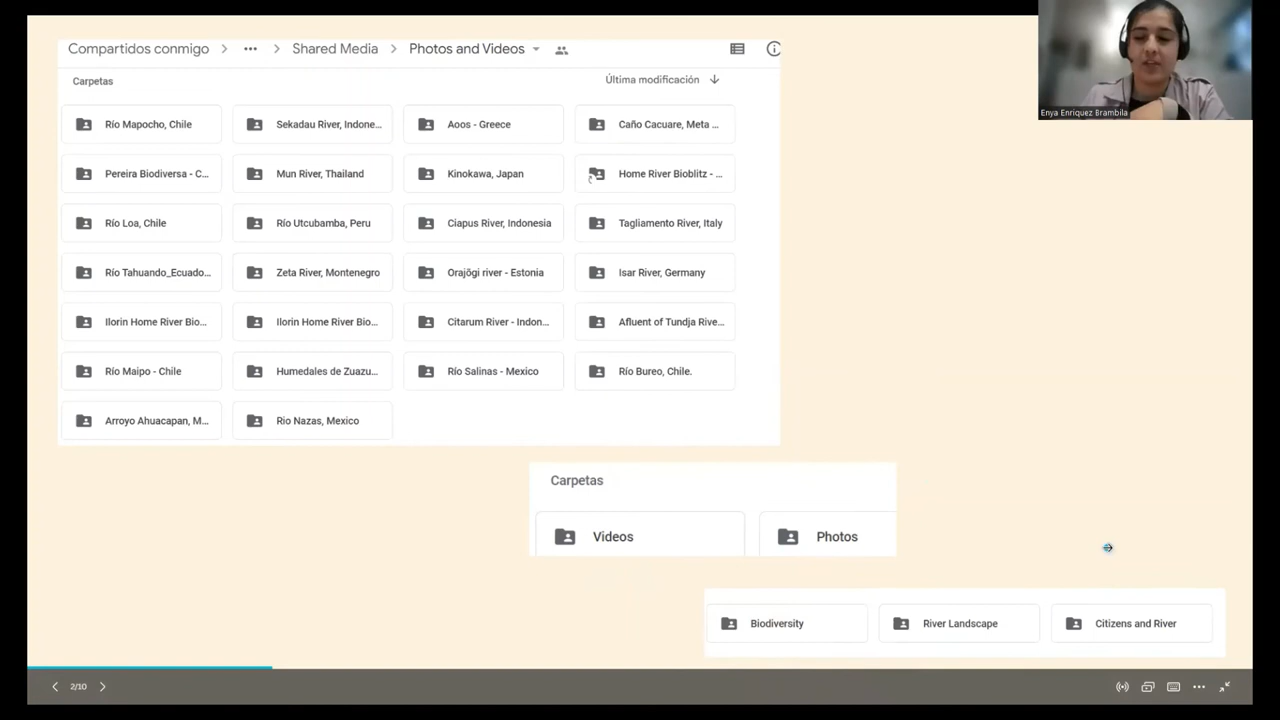 Compartidos conmigo > ••• > Shared Media > Photos and Videos
Enya Enriquez Brambila
Carpetas Última modificación
Río Mapocho, Chile Sekadau River, Indone... Aoos - Greece Caño Cacuare, Meta ...
Pereira Biodiversa - C... Mun River, Thailand Kinokawa, Japan Home River Bioblitz - ...
Río Loa, Chile Río Utcubamba, Peru Ciapus River, Indonesia Tagliamento River, Italy
Río Tahuando_Ecuado... Zeta River, Montenegro Orajõgi river - Estonia Isar River, Germany
Ilorin Home River Bio... Ilorin Home River Bio... Citarum River - Indon... Afluent of Tundja Rive...
Río Maipo - Chile Humedales de Zuazu... Río Salinas - Mexico Río Bureo, Chile.
Arroyo Ahuacapan, M... Rio Nazas, Mexico
Carpetas
Videos Photos
Biodiversity River Landscape Citizens and River
2/10